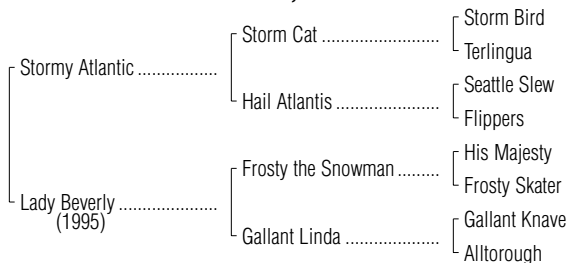 Storm Bird
Storm Cat ........................
Terlingua
Stormy Atlantic .................
Seattle Slew
Hail Atlantis .....................
Flippers
His Majesty
Frosty the Snowman .........
Frosty Skater
Lady Beverly .....................
(1995)
Gallant Knave
Gallant Linda ...................
Alltorough